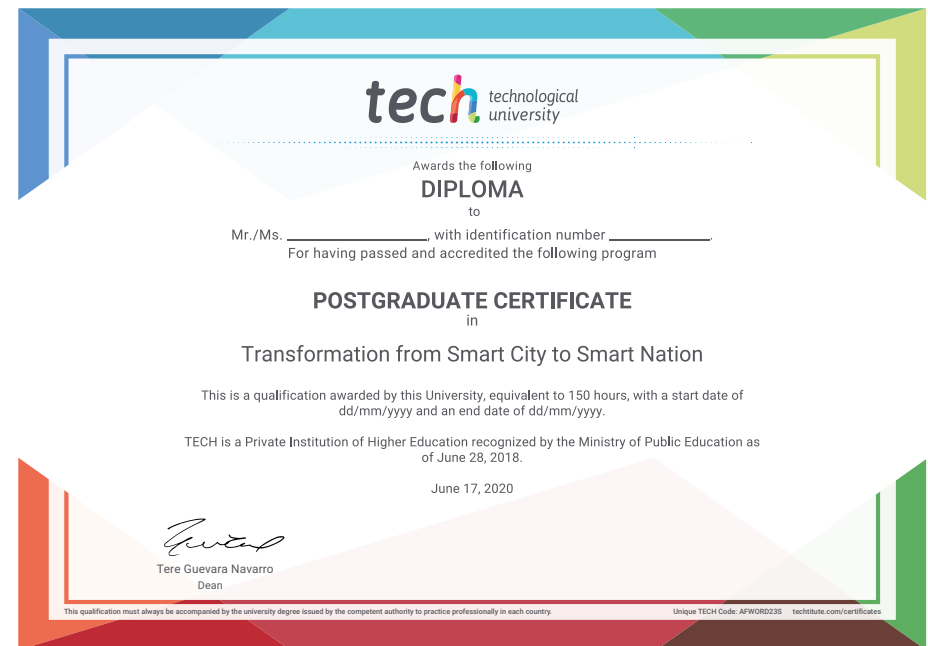 tech technological
university
Awards the following
DIPLOMA
to
Mr./Ms. ________________, with identification number ____________.
For having passed and accredited the following program
POSTGRADUATE CERTIFICATE
in
Transformation from Smart City to Smart Nation
This is a qualification awarded by this University, equivalent to 150 hours, with a start date of
dd/mm/yyyy and an end date of dd/mm/yyyy.
TECH is a Private Institution of Higher Education recognized by the Ministry of Public Education as
of June 28, 2018.
June 17, 2020
Tere Guevara Navarro
Dean
This qualification must always be accompanied by the university degree issued by the competent authority to practice professionally in each country. Unique TECH Code: AFWORD23S techtitute.com/certificates